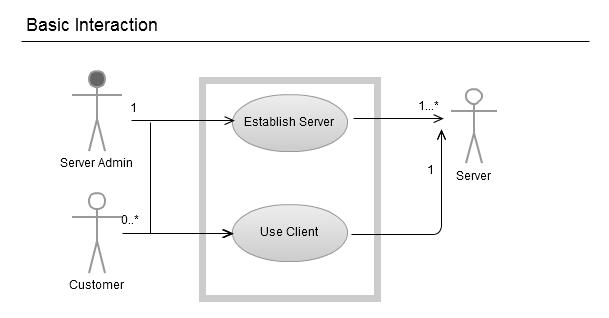 Basic Interaction
1
1...*
Establish Server
Server Admin
1
Server
0..*
Use Client
Customer